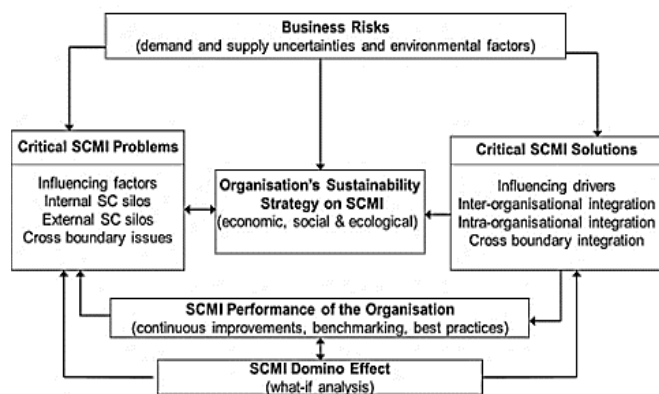 Business Risks
(demand and supply uncertainties and environmental factors)
Critical SCMI Problems
Influencing factors
Internal SC silos
External SC silos
Cross boundary issues
Organisation's Sustainability
Strategy on SCMI
(economic, social & ecological)
Critical SCMI Solutions
Influencing drivers
Inter-organisational integration
Intra-organisational integration
Cross boundary integration
SCMI Performance of the Organisation
(continuous improvements, benchmarking, best practices)
SCMI Domino Effect
(what-if analysis)